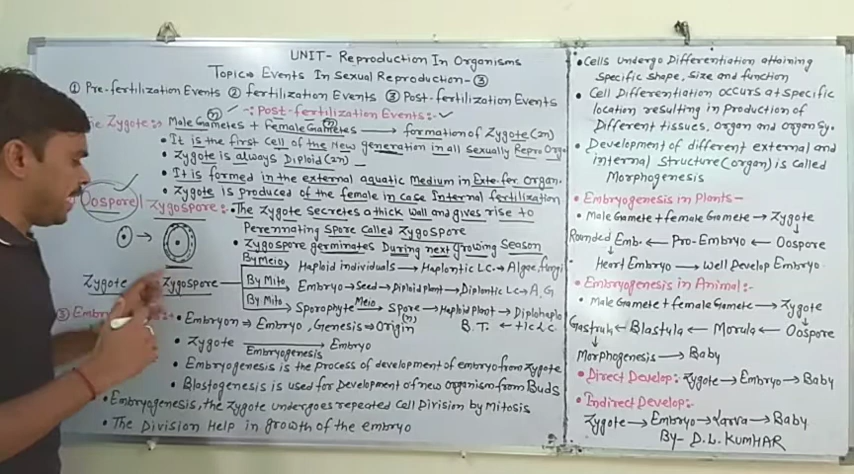 UNIT- Reproduction In Organisms
Topic⇒ Events In Sexual Reproduction-③
① Pre-fertilization Events ② fertilization Events ③ Post-fertilization Events
-: Post-fertilization Events:-
Zygote:- Male Gametes (n) + female Gametes (n) → formation of Zygote (2n)
• It is the first cell of the New generation in all sexually Repro Org.
• Zygote is always Diploid (2n)
• It is formed in the external aquatic Medium in Exte. fer Organ.
• Zygote Is produced of the female in case Internal fertilization
Oospore | Zygospore:- • The Zygote secretes a thick wall and gives rise to
Perennating Spore called Zygospore
• Zygospore germinates During next growing Season
Zygote → Zygospore
By Meio → Haploid individuals → Haplontic L.C. → Algae, fungi
By Mito → Embryo → Seed → Diploid plant → Diplontic L.C → A, G
By Mito → Sporophyte Meio → Spore (n) → Haploid Plant → Diplohaplo
B. T. ← tic L.C.
• Embryon ⇒ Embryo, Genesis ⇒ Origin
• Zygote → Embryo
Embryogenesis
• Embryogenesis is the process of development of embryo from Zygote
• Blastogenesis is used for Development of new organism from Buds
• Embryogenesis, the Zygote undergoes repeated Cell Division by Mitosis
• The Division Help in growth of the embryo
• Cells undergo Differentiation attaining
specific shape, size and function
• Cell Differentiation occurs at specific
location resulting in production of
Different tissues, organ and organ Sy.
• Development of different external and
internal Structure (organ) is called
Morphogenesis
• Embryogenesis in Plants-
• Male Gamete + female Gamete → Zygote
Rounded Emb. ← Pro-Embryo ← Oospore
Heart Embryo → Well Develop Embryo
• Embryogenesis in Animal:-
• Male Gamete + female Gamete → Zygote
Gastrula ← Blastula ← Morula ← Oospore
Morphogenesis → Baby
• Direct Develop: Zygote → Embryo → Baby
• Indirect Develop:-
Zygote → Embryo → Larva → Baby
By- D.L. KUMHAR